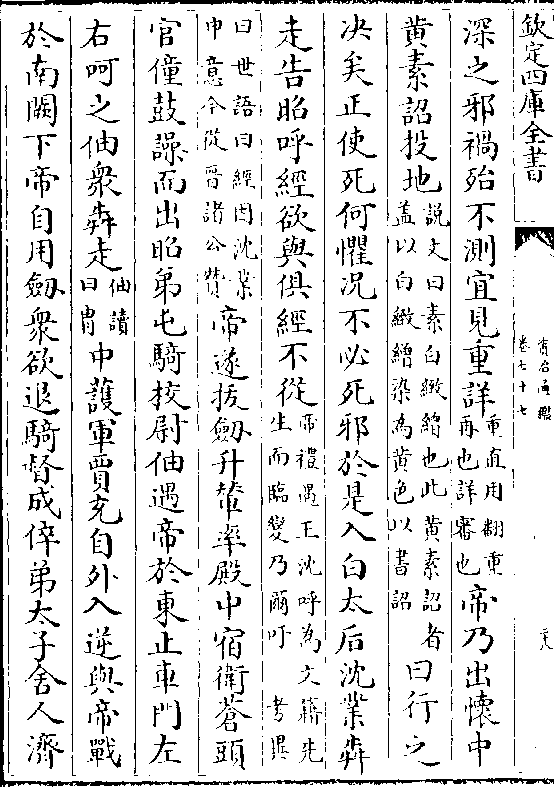 欽定四庫全書
資治通鑑
卷七十七
深之邪禍殆不測宜見重詳重直用翻重再也詳審也帝乃出懷中
黄素詔投地說文曰素白緻繒也此黄素詔者蓋以白緻繒染為黄色以書詔曰行之
决矣正使死何懼况不必死邪於是入白太后沈業犇
走告昭呼經欲與俱經不從帝禮遇王沈呼為文籍先生而臨變乃爾吁考異
曰世語曰經因沈業申意今從晉諸公贊帝遂拔劒升輦率殿中宿衛蒼頭
官僮鼓譟而出昭弟屯騎校尉伷遇帝於東止車門左
右呵之伷衆犇走伷讀曰胄中䕶軍賈充自外入逆與帝戰
於南闕下帝自用劒衆欲退騎督成倅弟太子舍人濟